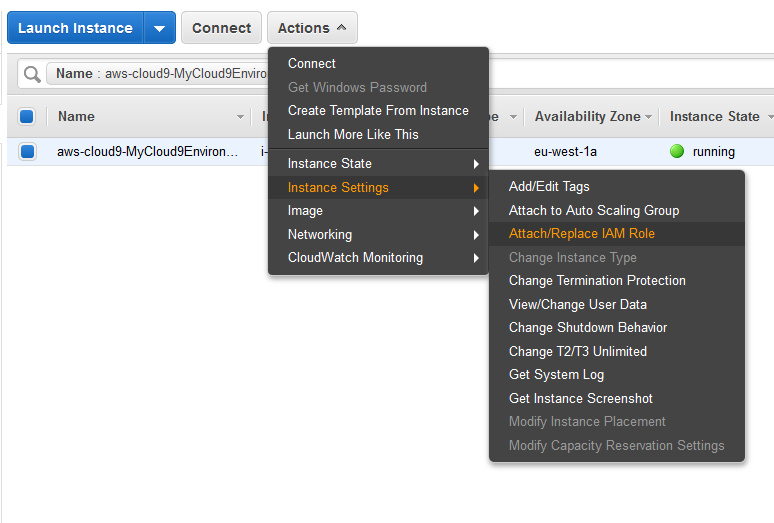 Launch Instance
Connect
Actions
Name : aws-cloud9-MyCloud9Enviro
Name
Availability Zone
Instance State
aws-cloud9-MyCloud9Environ…
i-
eu-west-1a
running
Connect
Get Windows Password
Create Template From Instance
Launch More Like This
Instance State
Instance Settings
Image
Networking
CloudWatch Monitoring
Add/Edit Tags
Attach to Auto Scaling Group
Attach/Replace IAM Role
Change Instance Type
Change Termination Protection
View/Change User Data
Change Shutdown Behavior
Change T2/T3 Unlimited
Get System Log
Get Instance Screenshot
Modify Instance Placement
Modify Capacity Reservation Settings